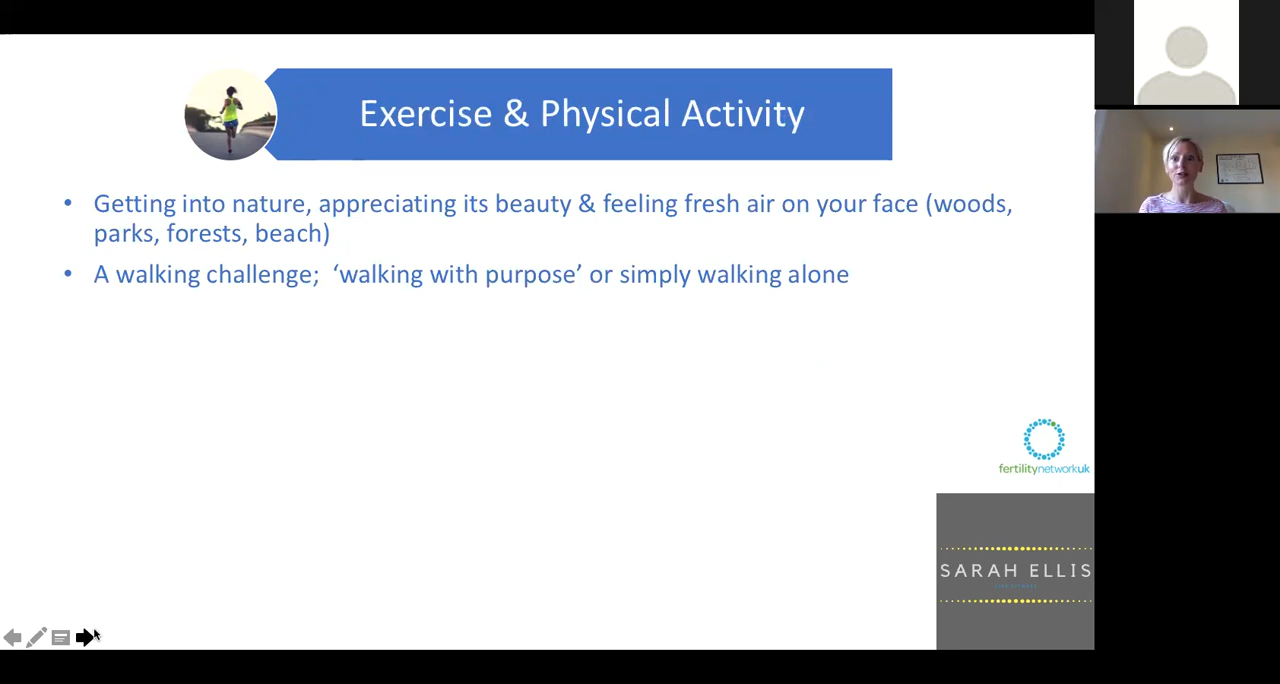 Exercise & Physical Activity
• Getting into nature, appreciating its beauty & feeling fresh air on your face (woods,
parks, forests, beach)
• A walking challenge;  ‘walking with purpose’ or simply walking alone
fertilitynetworkuk
SARAH ELLIS